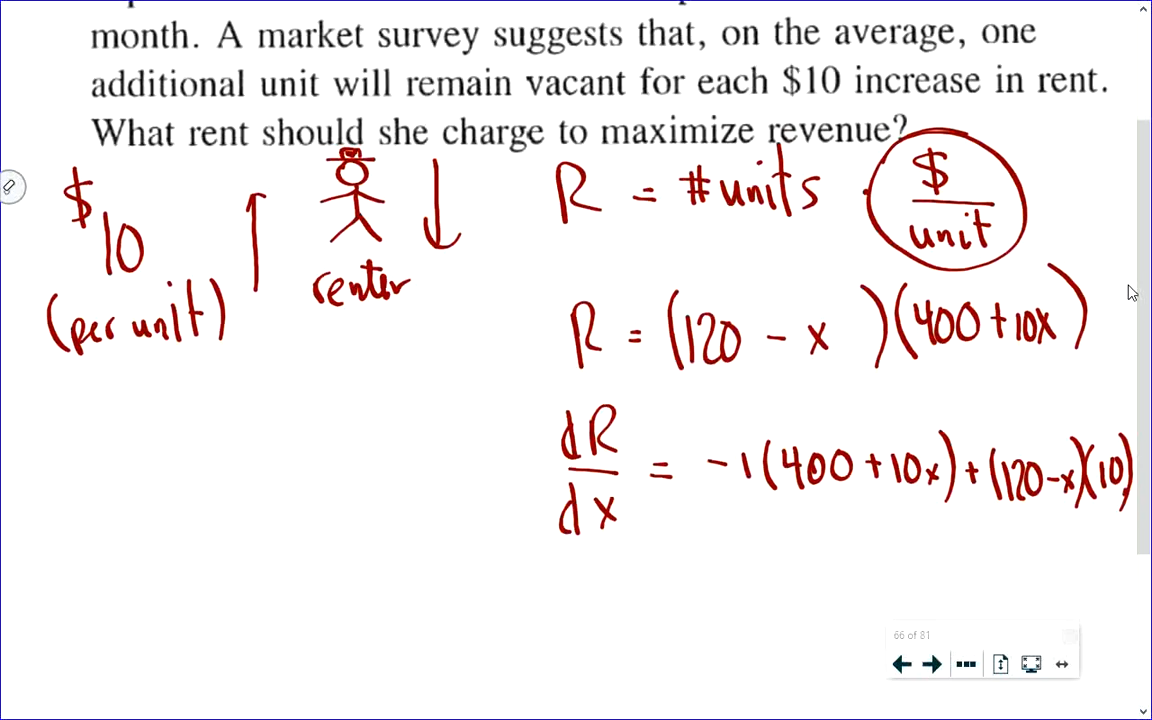 month. A market survey suggests that, on the average, one
additional unit will remain vacant for each $10 increase in rent.
What rent should she charge to maximize revenue?
$10
(per unit)
renter
R = #units · $/unit
R = (120 - x )(400 + 10x)
dR/dx = -1(400 + 10x) + (120-x)(10)
66 of 81